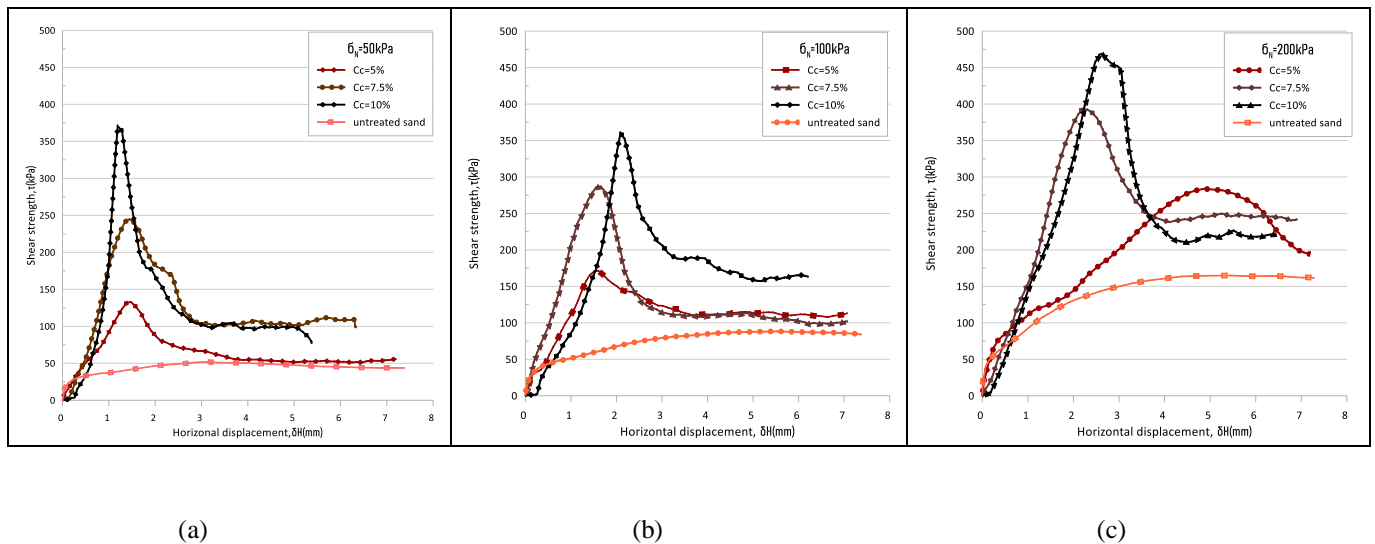 500
450
400
350
300
250
200
150
100
50
0
Shear strength,τ(kPa)
б_N=50kPa
Cc=5%
Cc=7.5%
Cc=10%
untreated sand
0 1 2 3 4 5 6 7 8
Horizonal displacement,δH(mm)
500
450
400
350
300
250
200
150
100
50
0
Shear strength,τ(kPa)
б_N=100kPa
Cc=5%
Cc=7.5%
Cc=10%
untreated sand
0 1 2 3 4 5 6 7 8
Horizontal displacement, δH(mm)
500
450
400
350
300
250
200
150
100
50
0
Shear strength, τ(kPa)
б_N=200kPa
Cc=5%
Cc=7.5%
Cc=10%
untreated sand
0 1 2 3 4 5 6 7 8
Horizontal displacement, δH(mm)
(a) (b) (c)